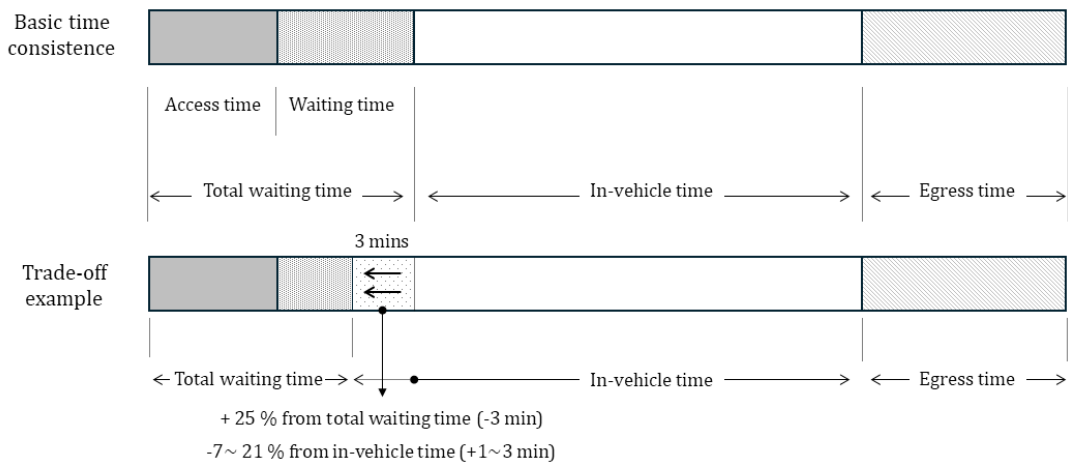 Basic time
consistence
Access time
Waiting time
Total waiting time
In-vehicle time
Egress time
3 mins
Trade-off
example
Total waiting time
In-vehicle time
Egress time
+ 25 % from total waiting time (-3 min)
-7~ 21 % from in-vehicle time (+1~3 min)